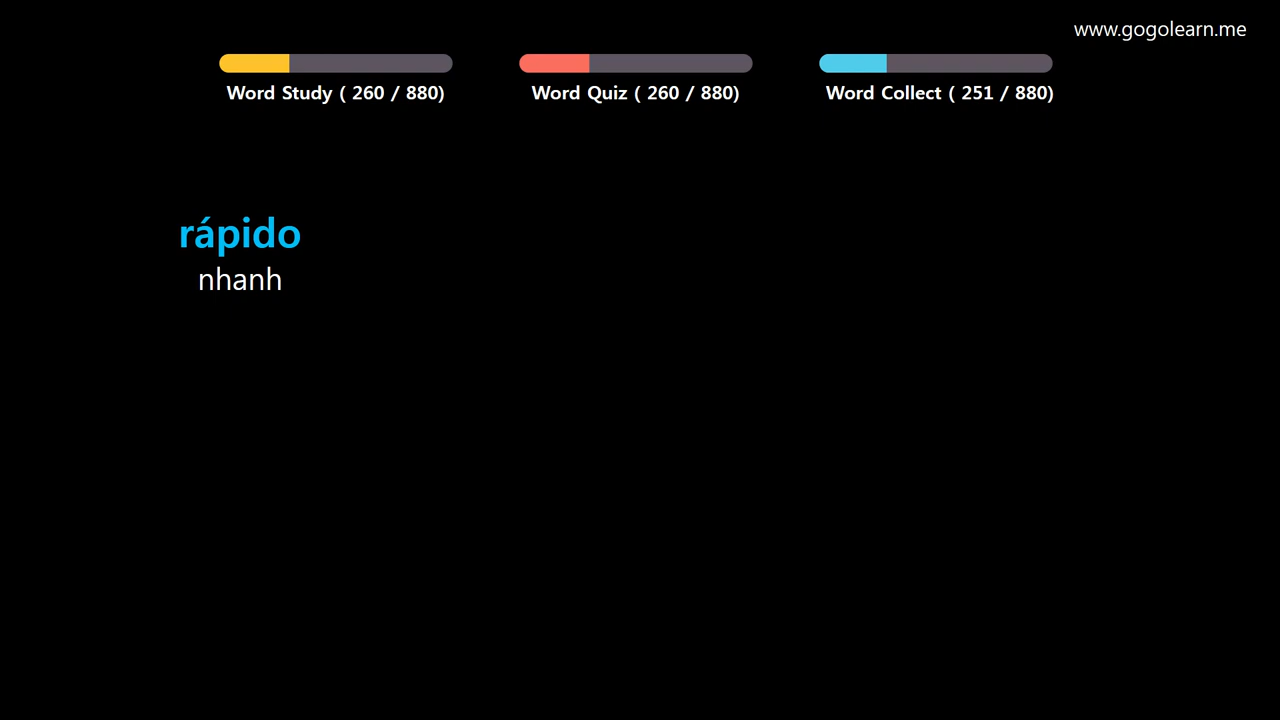 www.gogolearn.me
Word Study ( 260 / 880)
Word Quiz ( 260 / 880)
Word Collect ( 251 / 880)
rápido
nhanh